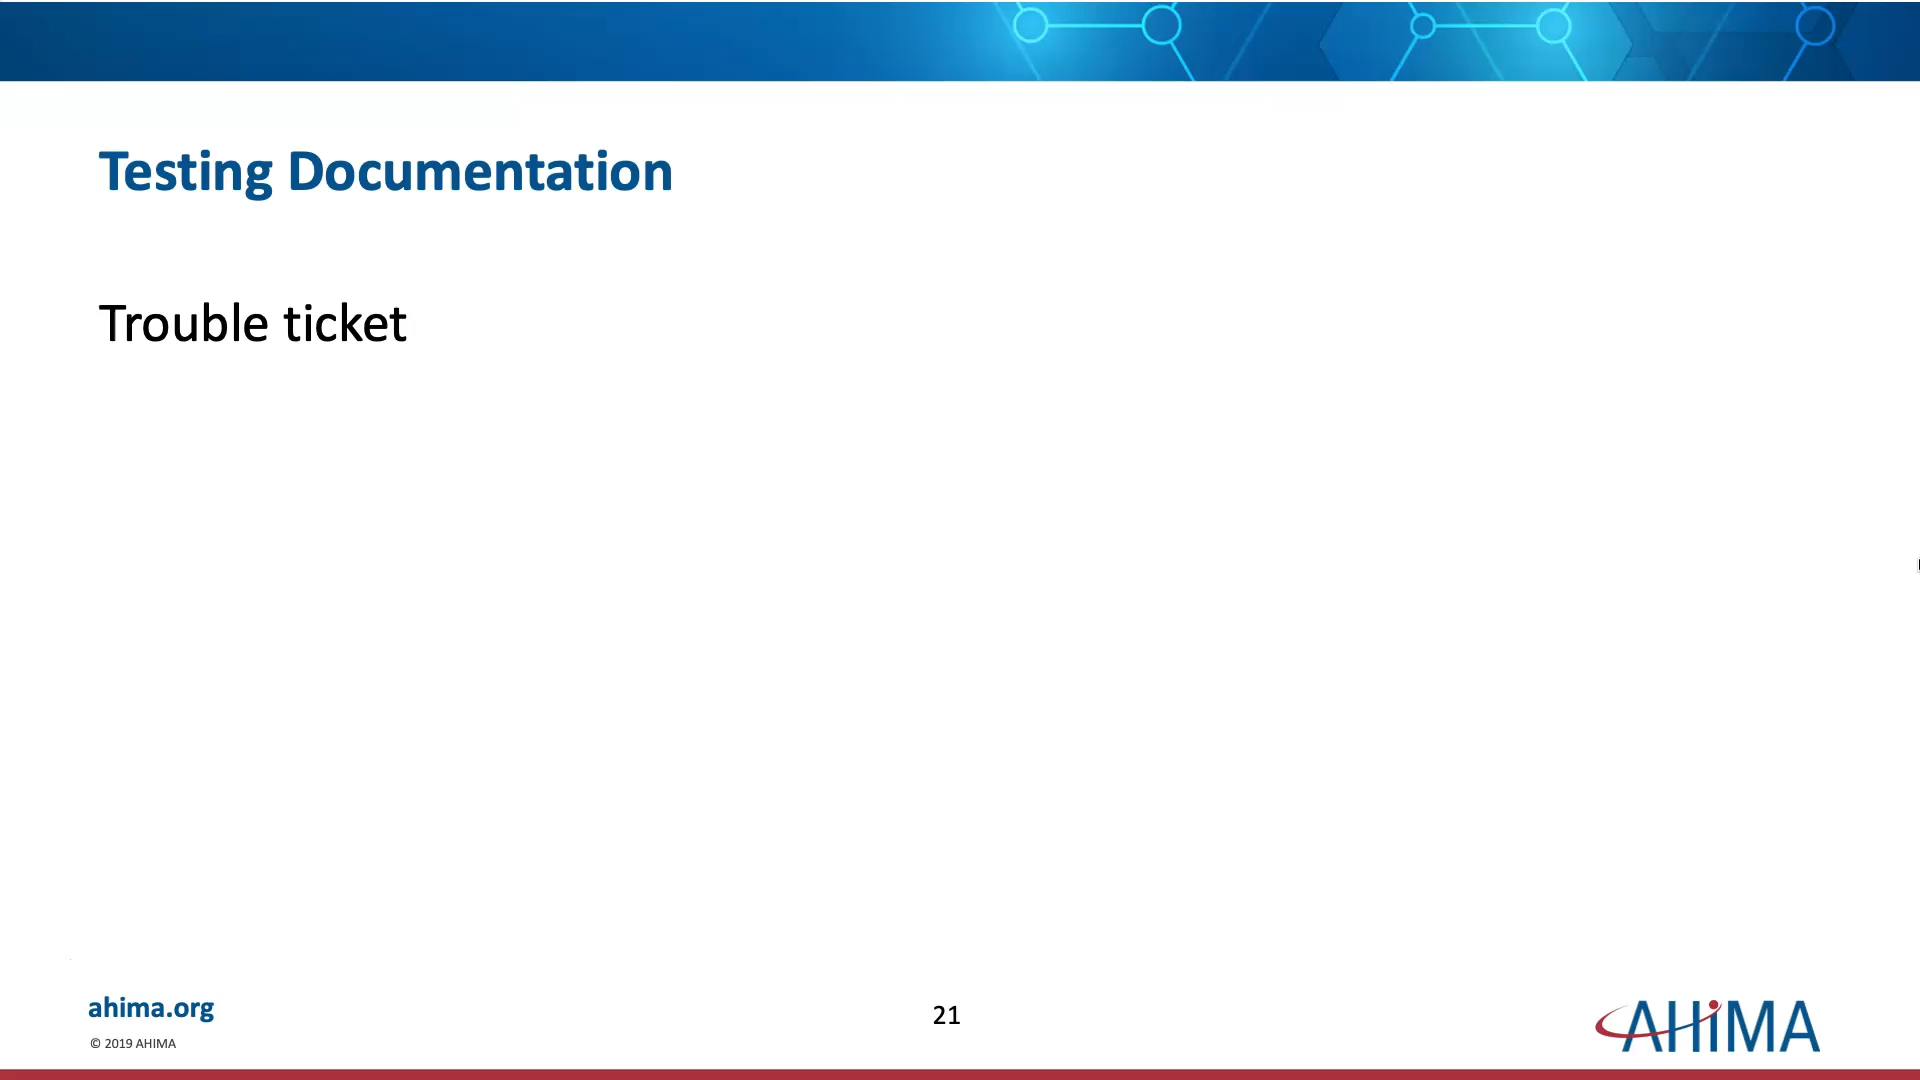 Testing Documentation
Trouble ticket
ahima.org
21
AHiMA
© 2019 AHIMA